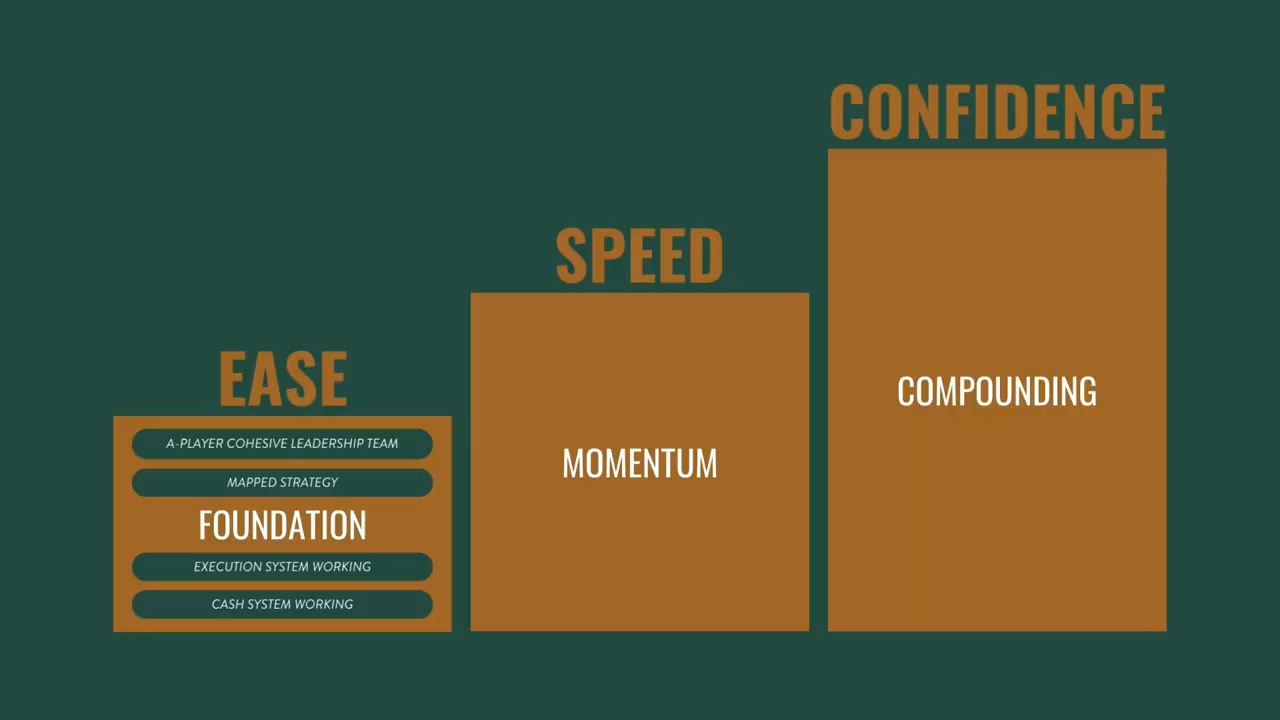 EASE
A-PLAYER COHESIVE LEADERSHIP TEAM
MAPPED STRATEGY
FOUNDATION
EXECUTION SYSTEM WORKING
CASH SYSTEM WORKING
SPEED
MOMENTUM
CONFIDENCE
COMPOUNDING